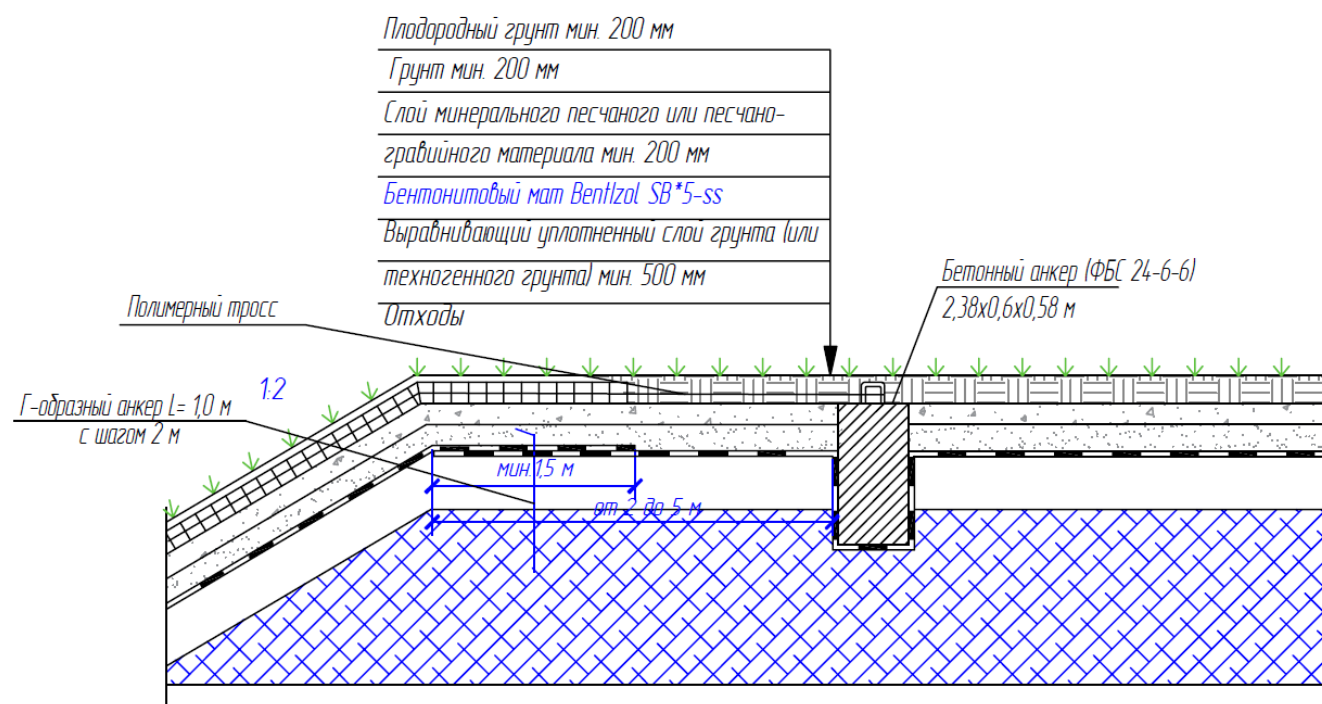 Плодородный грунт мин. 200 мм
Грунт мин. 200 мм
Слой минерального песчаного или песчано-
гравийного материала мин. 200 мм
Бентонитовый мат BentIzol SB*5-ss
Выравнивающий уплотненный слой грунта (или
техногенного грунта) мин. 500 мм
Отходы
Бетонный анкер (ФБС 24-6-6)
2,38х0,6х0,58 м
Полимерный тросс
1:2
Г-образный анкер L= 1,0 м
с шагом 2 м
мин.1,5 м
от 2 до 5 м